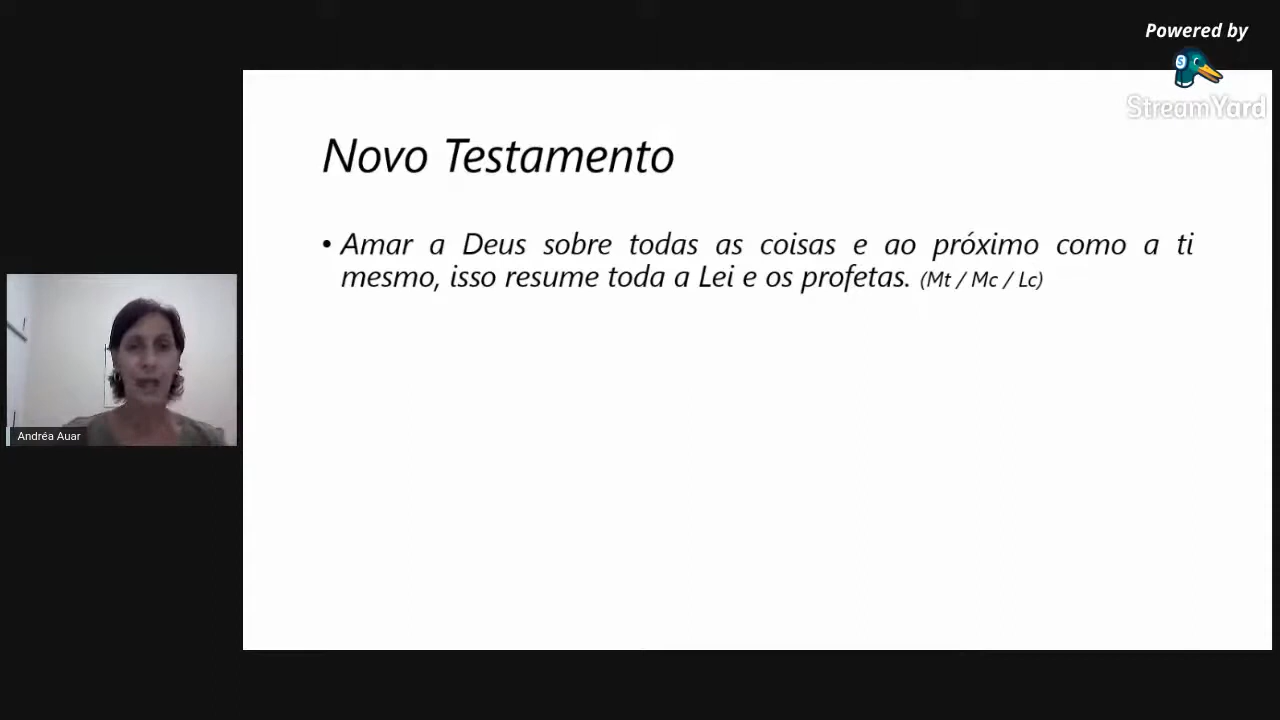 Powered by
StreamYard
Novo Testamento
• Amar a Deus sobre todas as coisas e ao próximo como a ti
mesmo, isso resume toda a Lei e os profetas. (Mt / Mc / Lc)
Andréa Auar